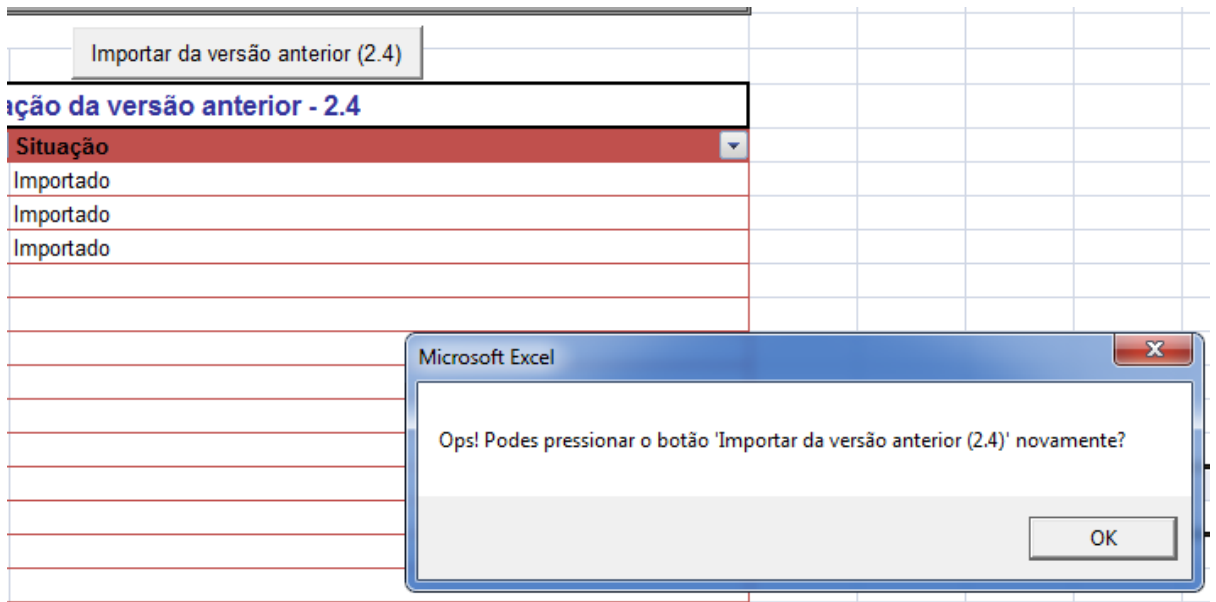 Importar da versão anterior (2.4)
ação da versão anterior - 2.4
Situação
Importado
Importado
Importado
Microsoft Excel
Ops! Podes pressionar o botão 'Importar da versão anterior (2.4)' novamente?
OK